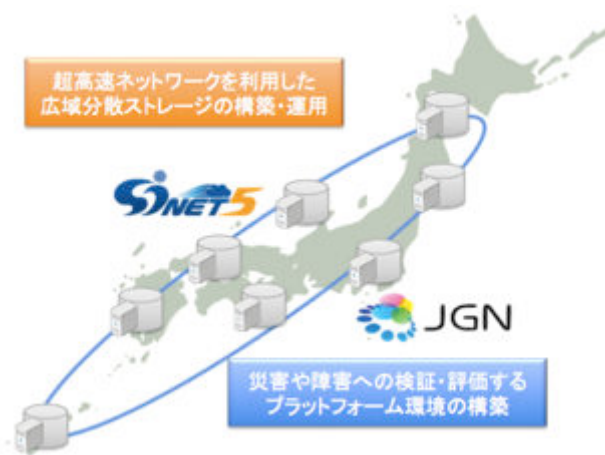 超高速ネットワークを利用した
広域分散ストレージの構築・運用
SINET5
JGN
災害や障害への検証・評価する
プラットフォーム環境の構築